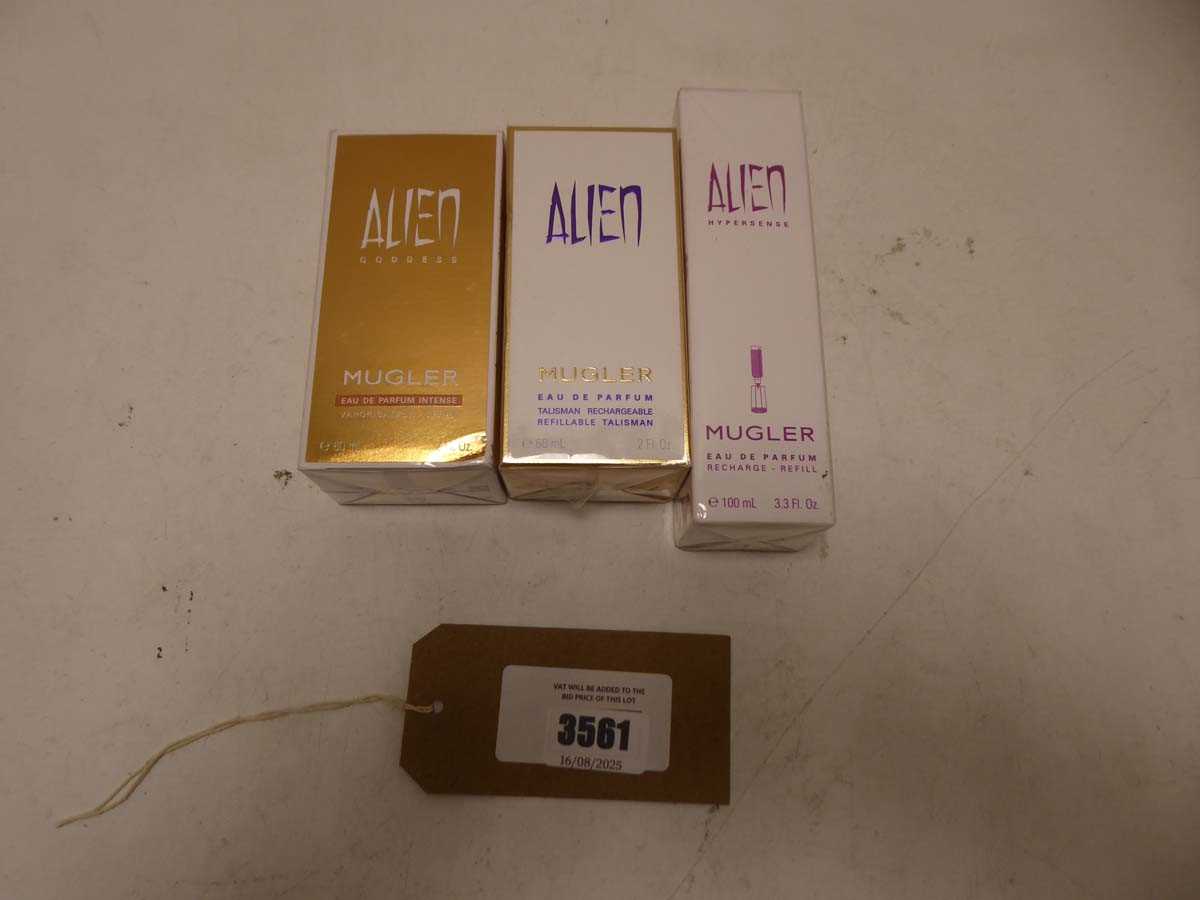 ALIEN
GODDESS
MUGLER
EAU DE PARFUM INTENSE
ALIEN
MUGLER
EAU DE PARFUM
TALISMAN RECHARGEABLE
REFILLABLE TALISMAN
2 Fl. Oz.
ALIEN
HYPERSENSE
MUGLER
EAU DE PARFUM
RECHARGE - REFILL
℮ 100 mL 3.3 Fl. Oz.
VAT WILL BE ADDED TO THE
BID PRICE OF THIS LOT
3561
16/08/2025